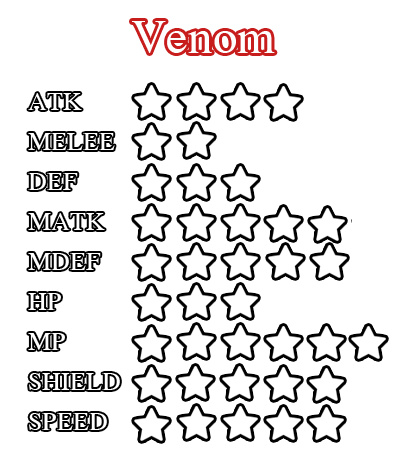 Venom
ATK
MELEE
DEF
MATK
MDEF
HP
MP
SHIELD
SPEED